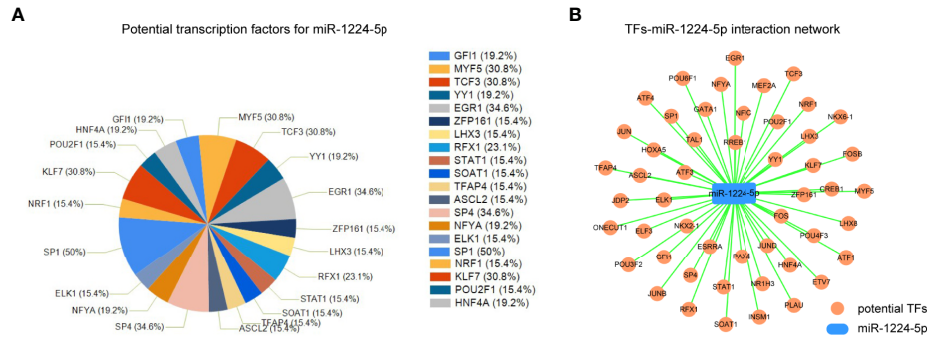 A
Potential transcription factors for miR-1224-5p
GFI1 (19.2%)
HNF4A (19.2%)
POU2F1 (15.4%)
KLF7 (30.8%)
NRF1 (15.4%)
SP1 (50%)
ELK1 (15.4%)
NFYA (19.2%)
SP4 (34.6%)
ASCL2 (15.4%)
TFAP4 (15.4%)
SOAT1 (15.4%)
STAT1 (15.4%)
RFX1 (23.1%)
LHX3 (15.4%)
ZFP161 (15.4%)
EGR1 (34.6%)
YY1 (19.2%)
TCF3 (30.8%)
MYF5 (30.8%)
GFI1 (19.2%)
MYF5 (30.8%)
TCF3 (30.8%)
YY1 (19.2%)
EGR1 (34.6%)
ZFP161 (15.4%)
LHX3 (15.4%)
RFX1 (23.1%)
STAT1 (15.4%)
SOAT1 (15.4%)
TFAP4 (15.4%)
ASCL2 (15.4%)
SP4 (34.6%)
NFYA (19.2%)
ELK1 (15.4%)
SP1 (50%)
NRF1 (15.4%)
KLF7 (30.8%)
POU2F1 (15.4%)
HNF4A (19.2%)
B
TFs-miR-1224-5p interaction network
EGR1
POU6F1
NFYA
MEF2A
TCF3
ATF4
SP1
GATA1
NFC
POU2F1
NRF1
NKX6-1
JUN
HOXA5
TAL1
RREB
YY1
LHX3
FOSB
TFAP4
ASCL2
ATF3
KLF7
JDP2
ELK1
miR-1224-5p
ZFP161
CREB1
MYF5
ONECUT1
ELF3
NKX2-1
FOS
POU4F3
LHX8
POU3F2
GFI1
ESRRA
PAX4
JUND
HNF4A
ATF1
JUNB
SP4
STAT1
NR1H3
ETV7
RFX1
SOAT1
INSM1
PLAU
potential TFs
miR-1224-5p